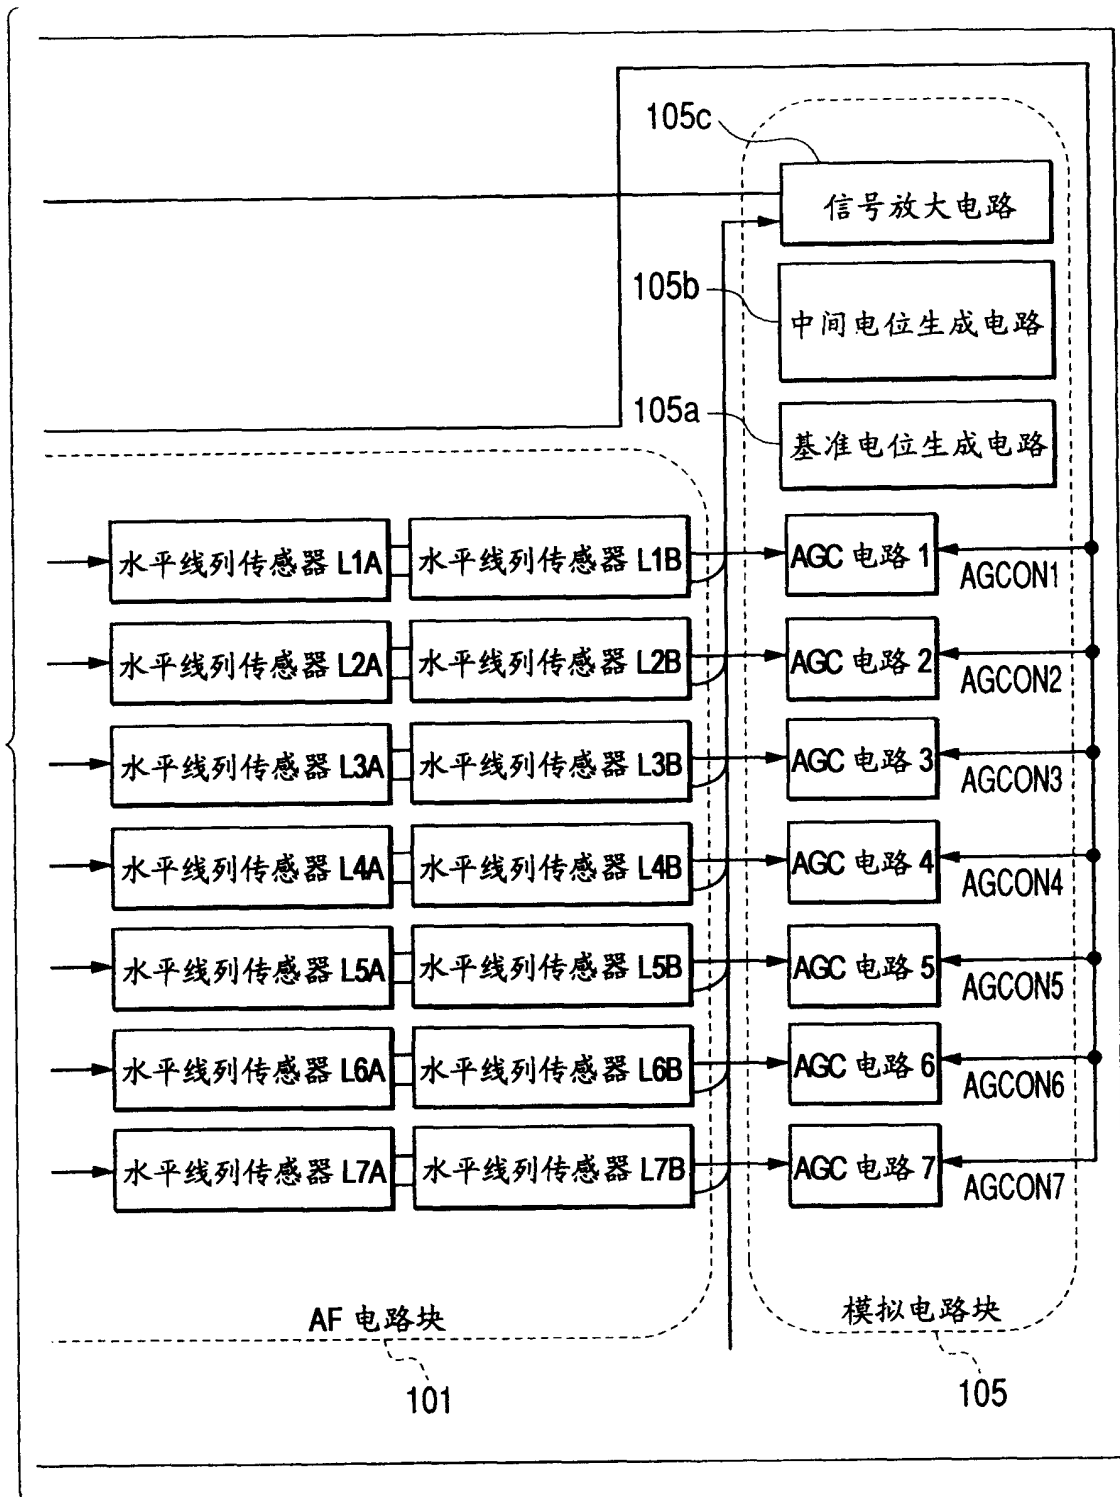 105c
信号放大电路
105b
中间电位生成电路
105a
基准电位生成电路
水平线列传感器 L1A
水平线列传感器 L1B
AGC 电路 1
AGCON1
水平线列传感器 L2A
水平线列传感器 L2B
AGC 电路 2
AGCON2
水平线列传感器 L3A
水平线列传感器 L3B
AGC 电路 3
AGCON3
水平线列传感器 L4A
水平线列传感器 L4B
AGC 电路 4
AGCON4
水平线列传感器 L5A
水平线列传感器 L5B
AGC 电路 5
AGCON5
水平线列传感器 L6A
水平线列传感器 L6B
AGC 电路 6
AGCON6
水平线列传感器 L7A
水平线列传感器 L7B
AGC 电路 7
AGCON7
AF 电路块
模拟电路块
101
105